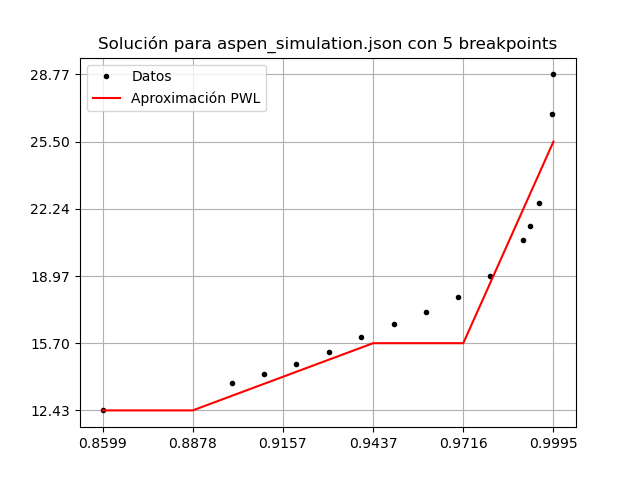 Solución para aspen_simulation.json con 5 breakpoints
Datos
Aproximación PWL
28.77
25.50
22.24
18.97
15.70
12.43
0.8599 0.8878 0.9157 0.9437 0.9716 0.9995